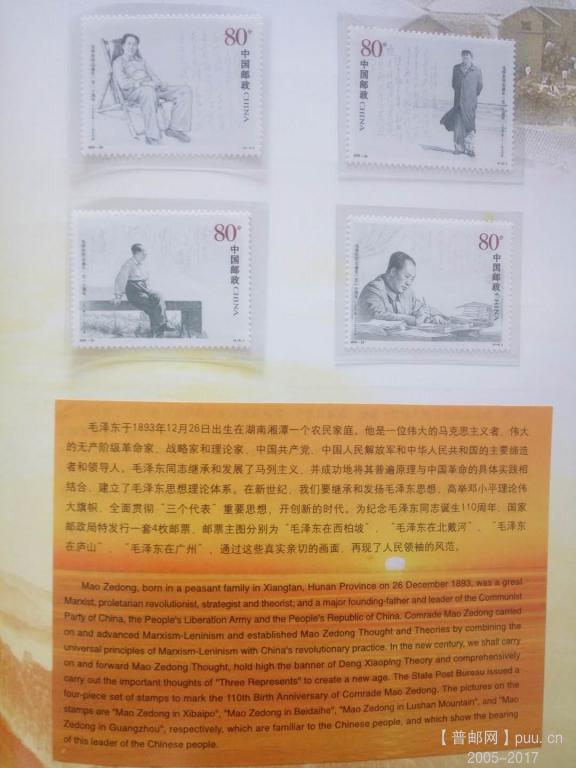 80分
中国邮政
CHINA
80分
中国邮政
CHINA
80分
中国邮政
CHINA
80分
中国邮政
CHINA
毛泽东于1893年12月26日出生在湖南湘潭一个农民家庭。他是一位伟大的马克思主义者、伟大
的无产阶级革命家、战略家和理论家、中国共产党、中国人民解放军和中华人民共和国的主要缔造
者和领导人。毛泽东同志继承和发展了马列主义、并成功地将其普遍原理与中国革命的具体实践相
结合、建立了毛泽东思想理论体系。在新世纪、我们要继承和发扬毛泽东思想、高举邓小平理论伟
大旗帜、全面贯彻“三个代表”重要思想、开创新的时代。为纪念毛泽东同志诞生110周年、国家
邮政局特发行一套4枚邮票、邮票主图分别为“毛泽东在西柏坡”、“毛泽东在北戴河”、“毛泽东
在庐山”、“毛泽东在广州”，通过这些真实亲切的画面、再现了人民领袖的风范。
Mao Zedong, born in a peasant family in Xiangtan, Hunan Province on 26 December 1893, was a great
Marxist, proletarian revolutionist, strategist and theorist; and a major founding-father and leader of the Communist
Party of China, the People's Liberation Army and the People's Republic of China. Comrade Mao Zedong carried
on and advanced Marxism-Leninism and established Mao Zedong Thought and Theories by combining the
universal principles of Marxism-Leninism with China's revolutionary practice. In the new century, we shall carry
on and forward Mao Zedong Thought, hold high the banner of Deng Xiaoping Theory and comprehensively
carry out the important thoughts of "Three Represents" to create a new age. The State Post Bureau issued a
four-piece set of stamps to mark the 110th Birth Anniversary of Comrade Mao Zedong. The pictures on the
stamps are "Mao Zedong in Xibaipo", "Mao Zedong in Beidaihe", "Mao Zedong in Lushan Mountain", and "Mao
Zedong in Guangzhou", respectively, which are familiar to the Chinese people, and which show the bearing
of this leader of the Chinese people.
【普邮网】puu.cn
2005-2017